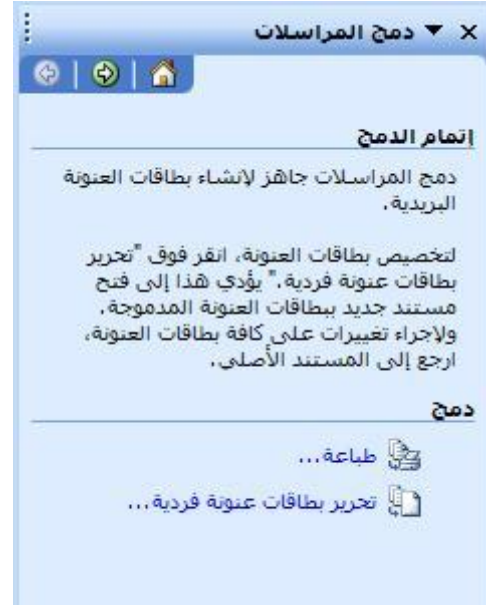 دمج المراسلات
إتمام الدمج
دمج المراسلات جاهز لإنشاء بطاقات العنونة
البريدية.
لتخصيص بطاقات العنونة، انقر فوق "تحرير
بطاقات عنونة فردية." يؤدي هذا إلى فتح
مستند جديد ببطاقات العنونة المدموجة.
ولإجراء تغييرات على كافة بطاقات العنونة،
ارجع إلى المستند الأصلي.
دمج
طباعة...
تحرير بطاقات عنونة فردية...